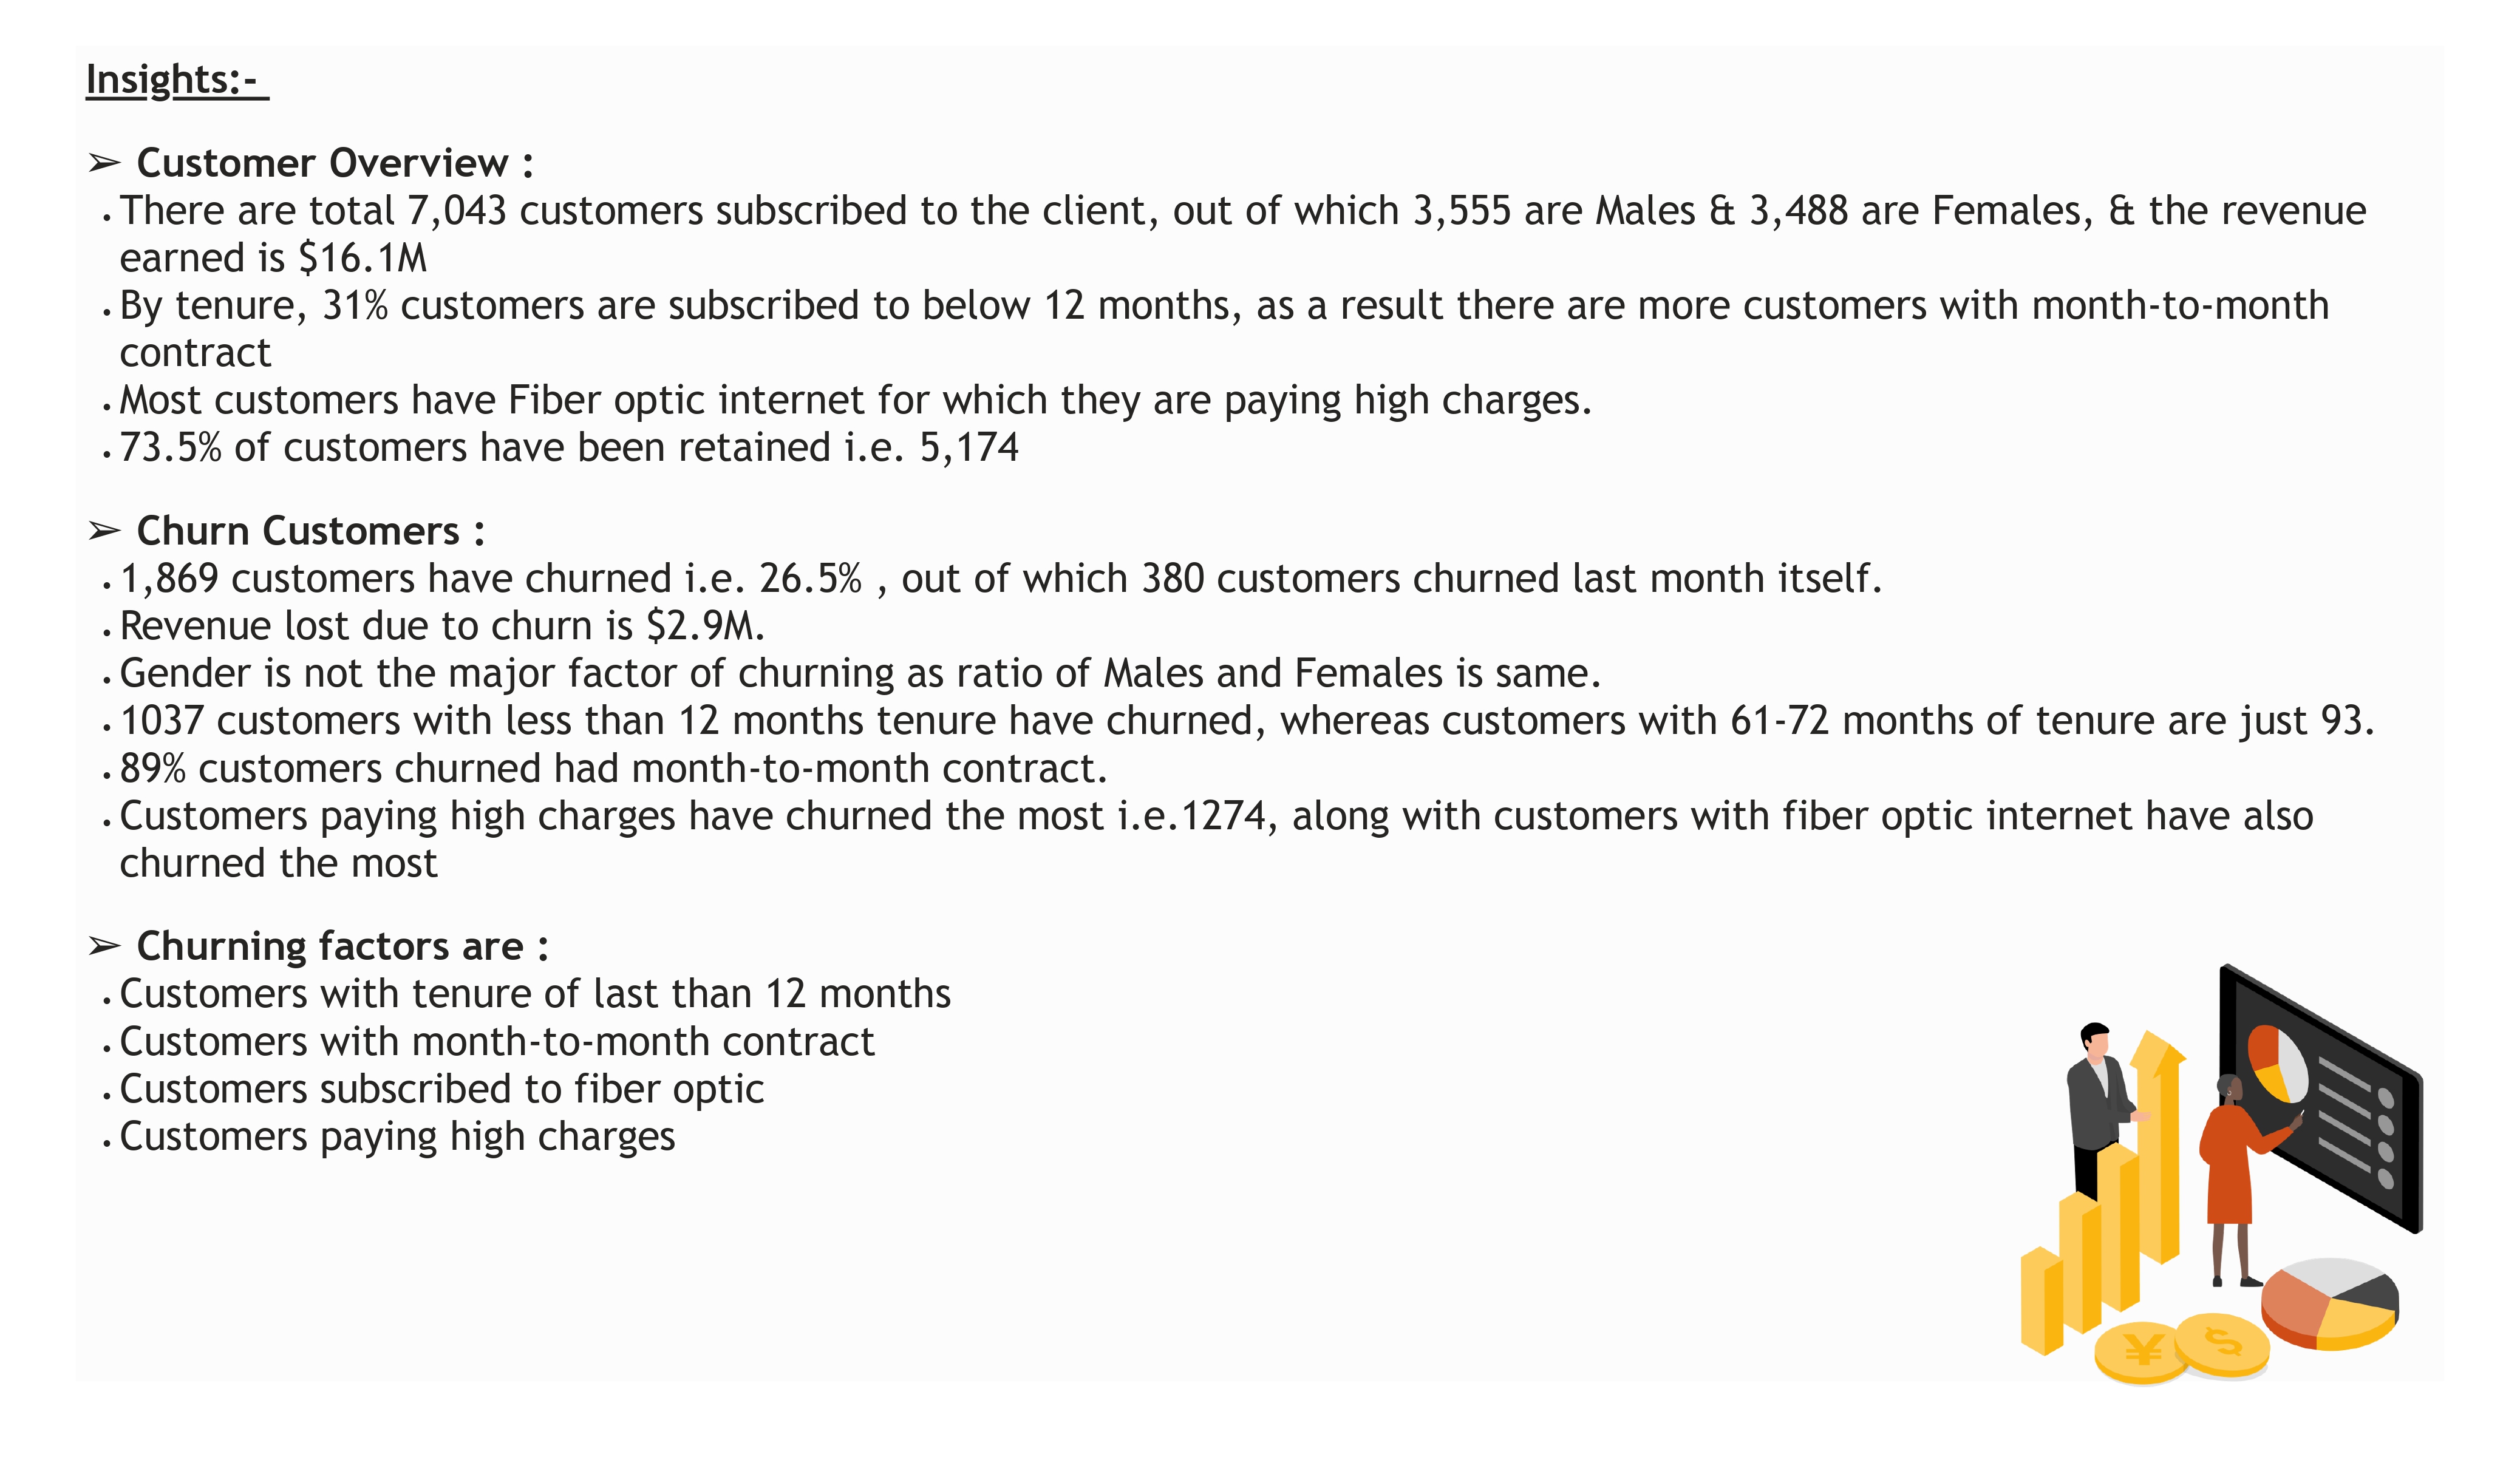 Insights:-
➢ Customer Overview :
• There are total 7,043 customers subscribed to the client, out of which 3,555 are Males & 3,488 are Females, & the revenue
earned is $16.1M
• By tenure, 31% customers are subscribed to below 12 months, as a result there are more customers with month-to-month
contract
• Most customers have Fiber optic internet for which they are paying high charges.
• 73.5% of customers have been retained i.e. 5,174
➢ Churn Customers :
• 1,869 customers have churned i.e. 26.5% , out of which 380 customers churned last month itself.
• Revenue lost due to churn is $2.9M.
• Gender is not the major factor of churning as ratio of Males and Females is same.
• 1037 customers with less than 12 months tenure have churned, whereas customers with 61-72 months of tenure are just 93.
• 89% customers churned had month-to-month contract.
• Customers paying high charges have churned the most i.e.1274, along with customers with fiber optic internet have also
churned the most
➢ Churning factors are :
• Customers with tenure of last than 12 months
• Customers with month-to-month contract
• Customers subscribed to fiber optic
• Customers paying high charges
¥ $